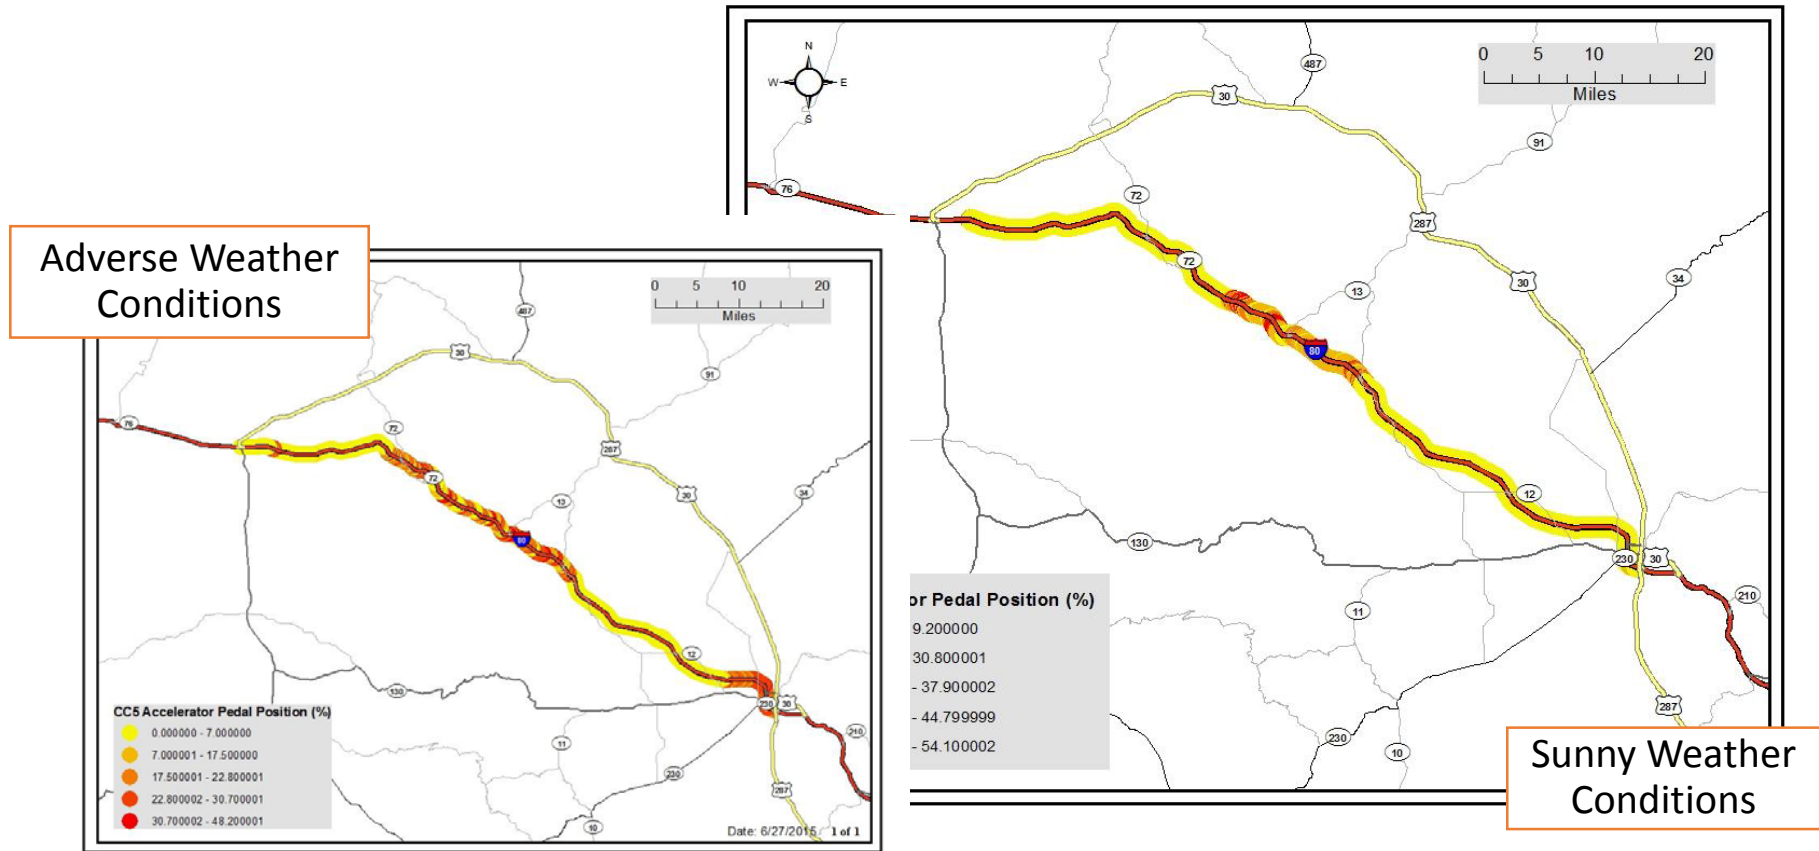 N
W
E
S
0 5 10 20
Miles
487
30
91
76
72
287
34
72
30
13
80
12
130
230
30
210
11
287
230
10
or Pedal Position (%)
9.200000
30.800001
- 37.900002
- 44.799999
- 54.100002
Sunny Weather
Conditions
Adverse Weather
Conditions
0 5 10 20
Miles
487
30
91
76
72
287
72
34
30
13
80
12
130
230
30
210
11
230
287
10
CC5 Accelerator Pedal Position (%)
0.000000 - 7.000000
7.000001 - 17.500000
17.500001 - 22.800001
22.800002 - 30.700001
30.700002 - 48.200001
Date: 6/27/2015 1 of 1